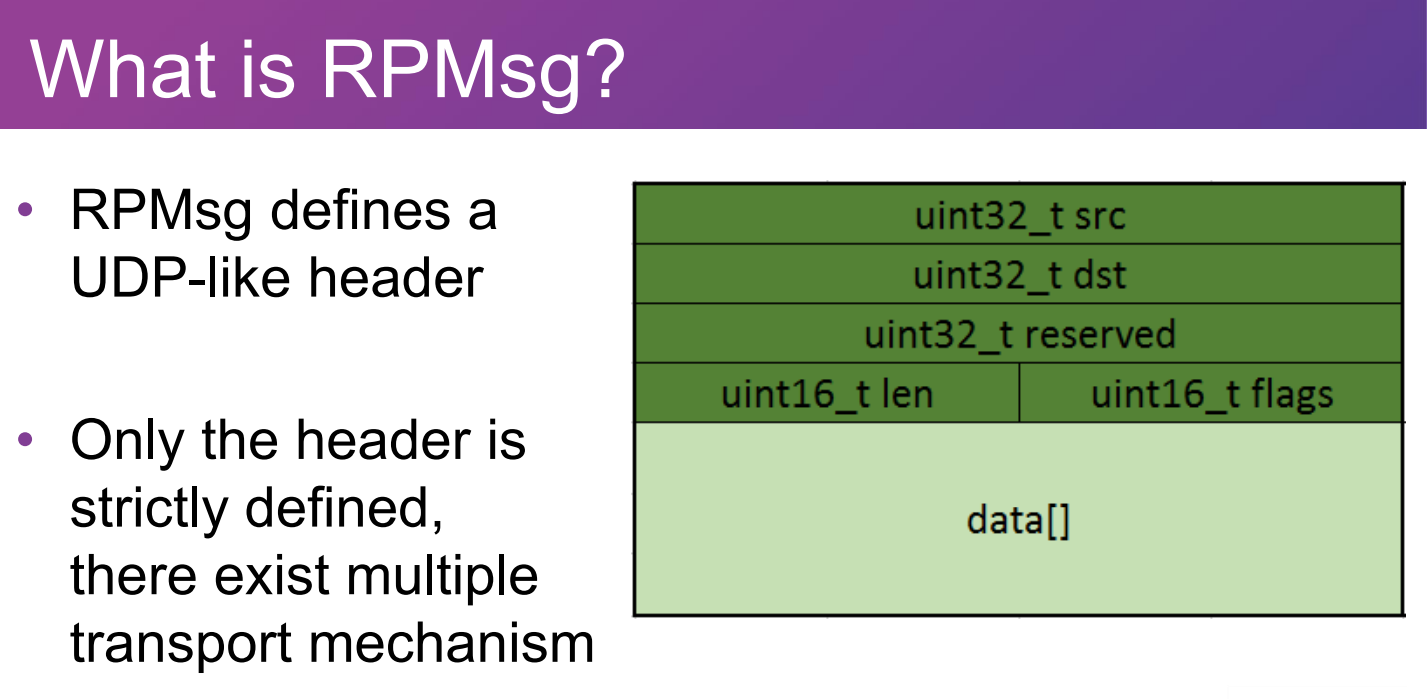 What is RPMsg?
• RPMsg defines a
UDP-like header
• Only the header is
strictly defined,
there exist multiple
transport mechanism
uint32_t src
uint32_t dst
uint32_t reserved
uint16_t len uint16_t flags
data[]